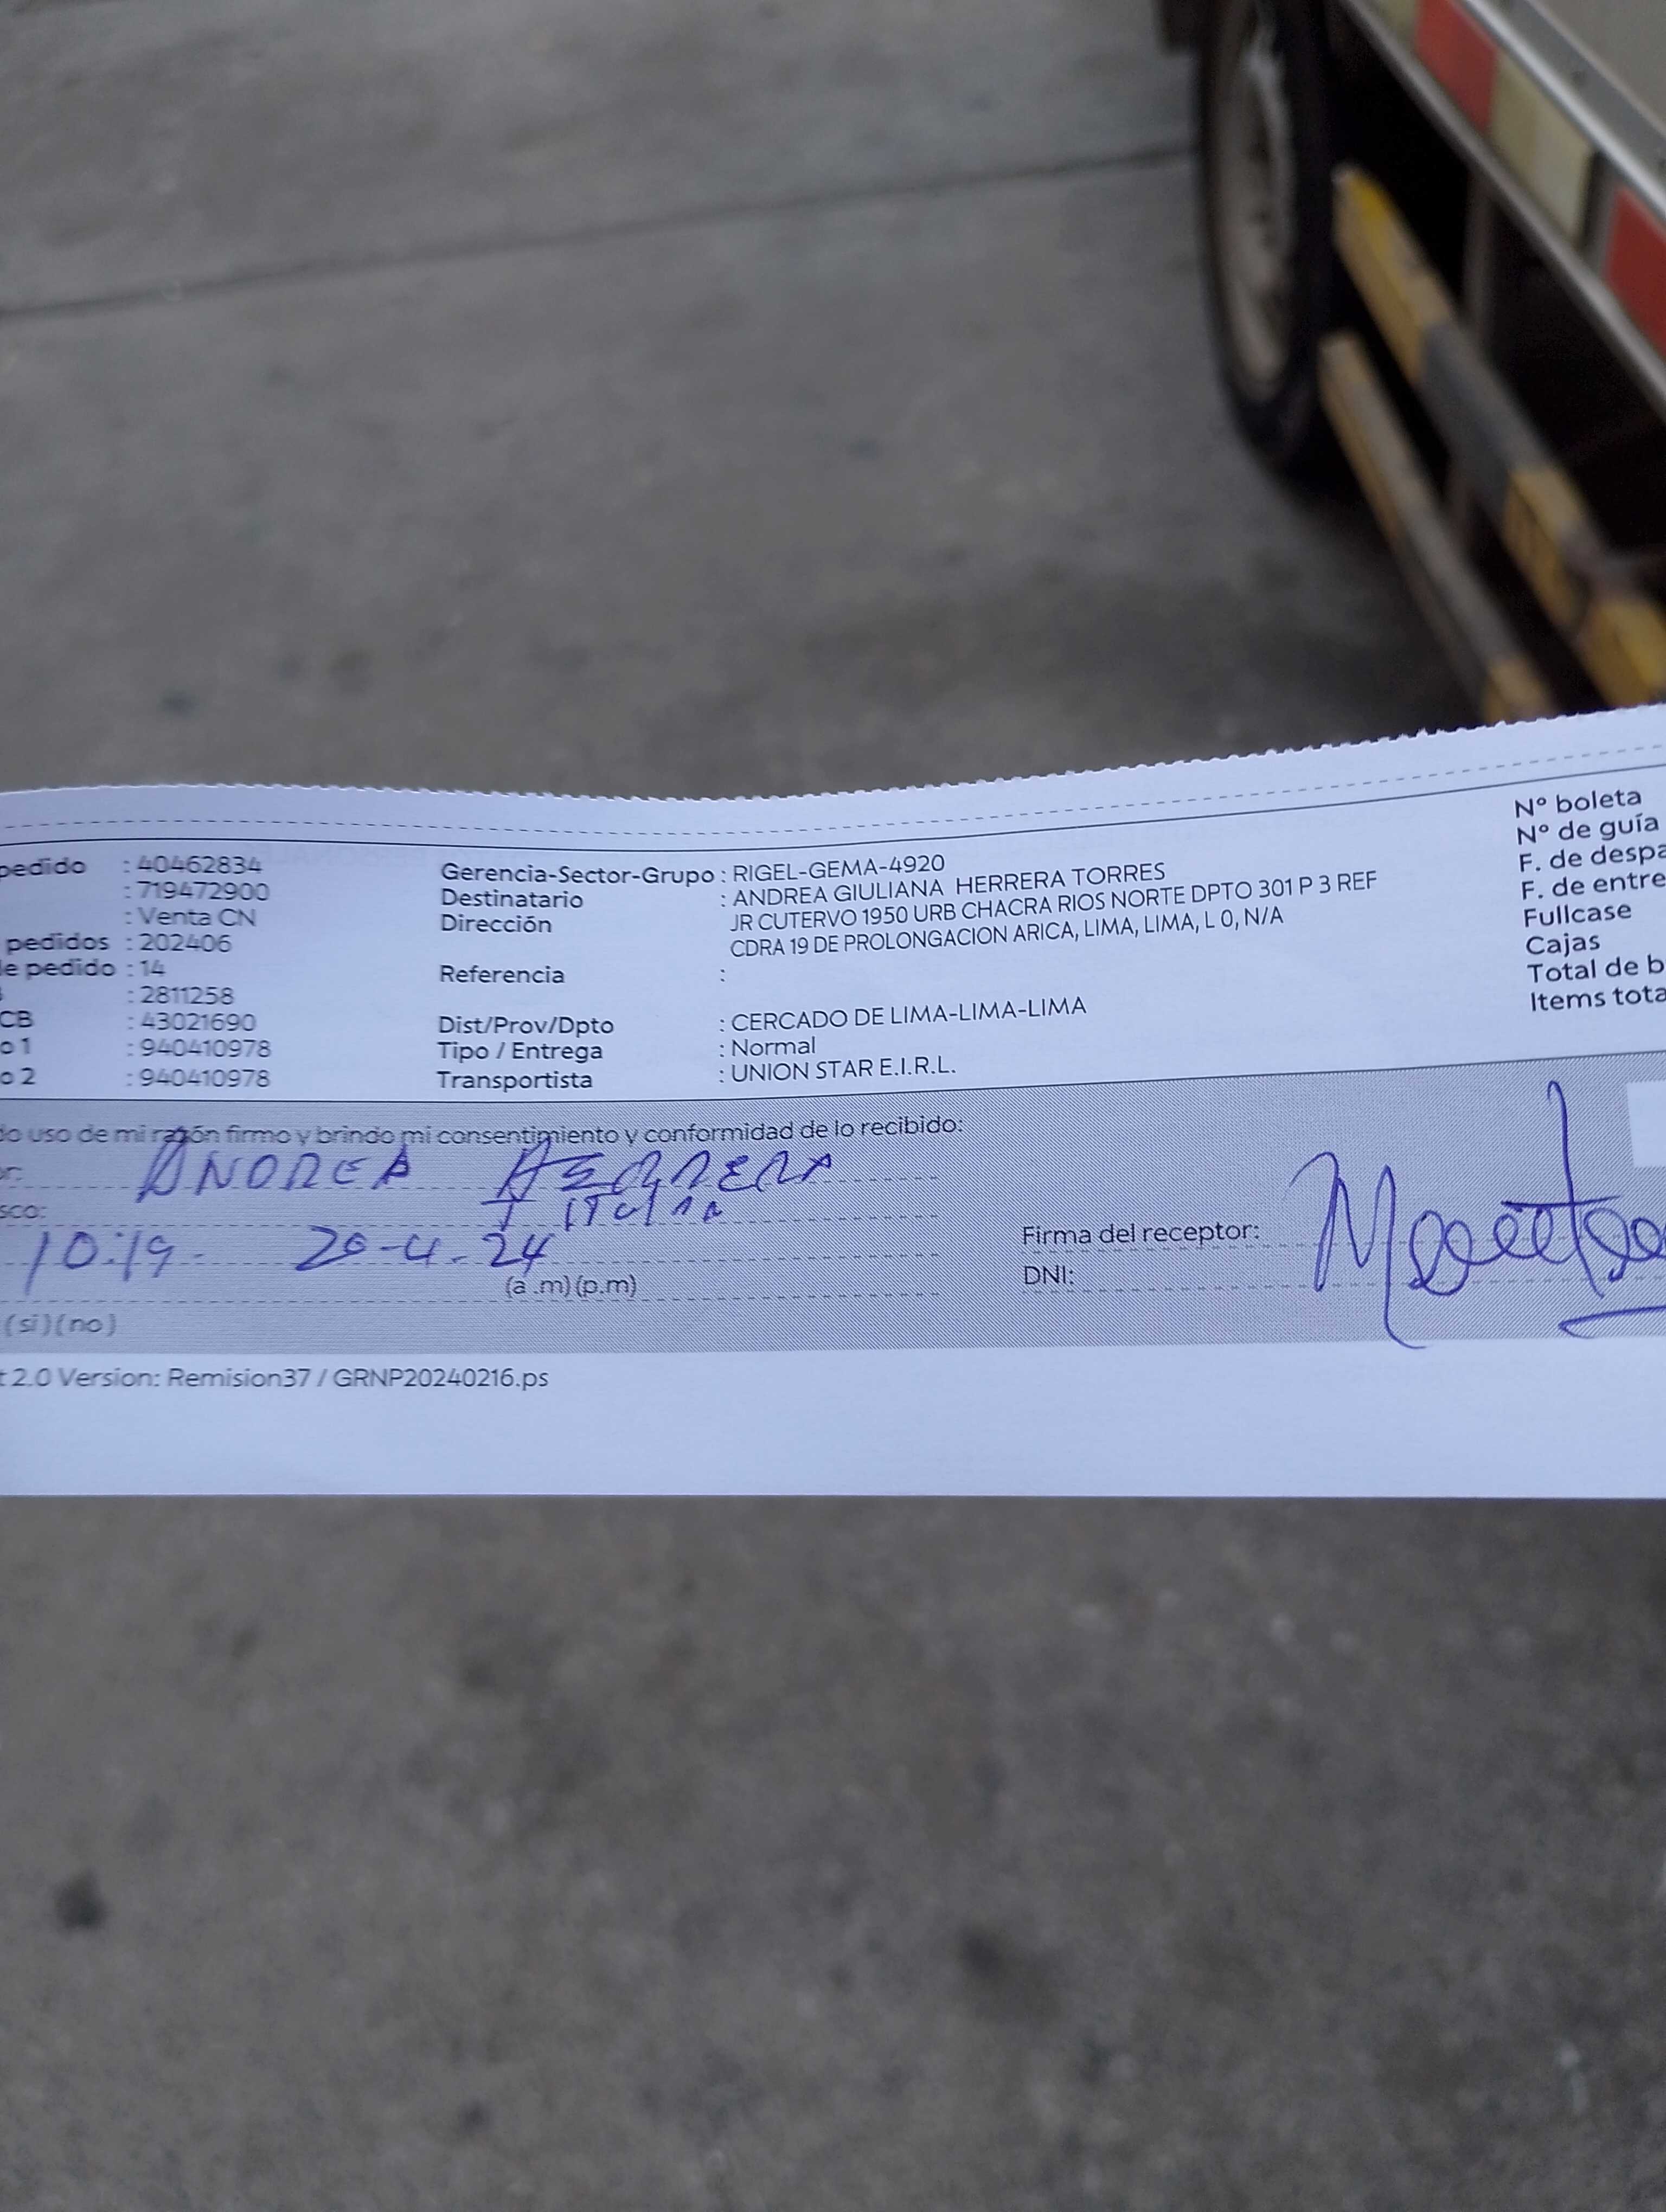 pedido : 40462834
: 719472900
: Venta CN
pedidos : 202406
de pedido : 14
: 2811258
CB : 43021690
o 1 : 940410978
o 2 : 940410978
Gerencia-Sector-Grupo : RIGEL-GEMA-4920
Destinatario : ANDREA GIULIANA HERRERA TORRES
Dirección JR CUTERVO 1950 URB CHACRA RIOS NORTE DPTO 301 P 3 REF
CDRA 19 DE PROLONGACION ARICA, LIMA, LIMA, L 0, N/A
Referencia :
Dist/Prov/Dpto : CERCADO DE LIMA-LIMA-LIMA
Tipo / Entrega : Normal
Transportista : UNION STAR E.I.R.L.
N° boleta
N° de guía
F. de despa
F. de entre
Fullcase
Cajas
Total de b
Items tota
do uso de mi razón firmo y brindo mi consentimiento y conformidad de lo recibido:
or: ANDREA HERRERA
sco: Titular
10:19- 20-4-24
(a.m)(p.m)
(si)(no)
Firma del receptor:
DNI:
t 2.0 Version: Remision37 / GRNP20240216.ps